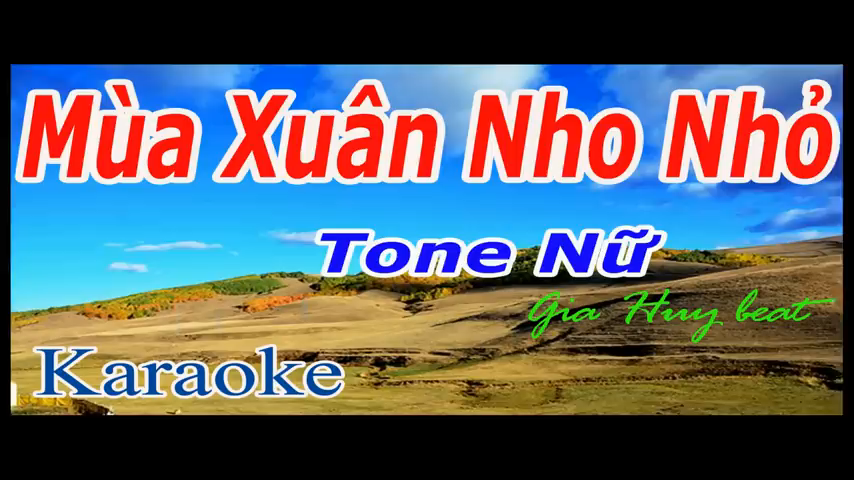 Mùa Xuân Nho Nhỏ
Tone Nữ
Gia Huy beat
Karaoke